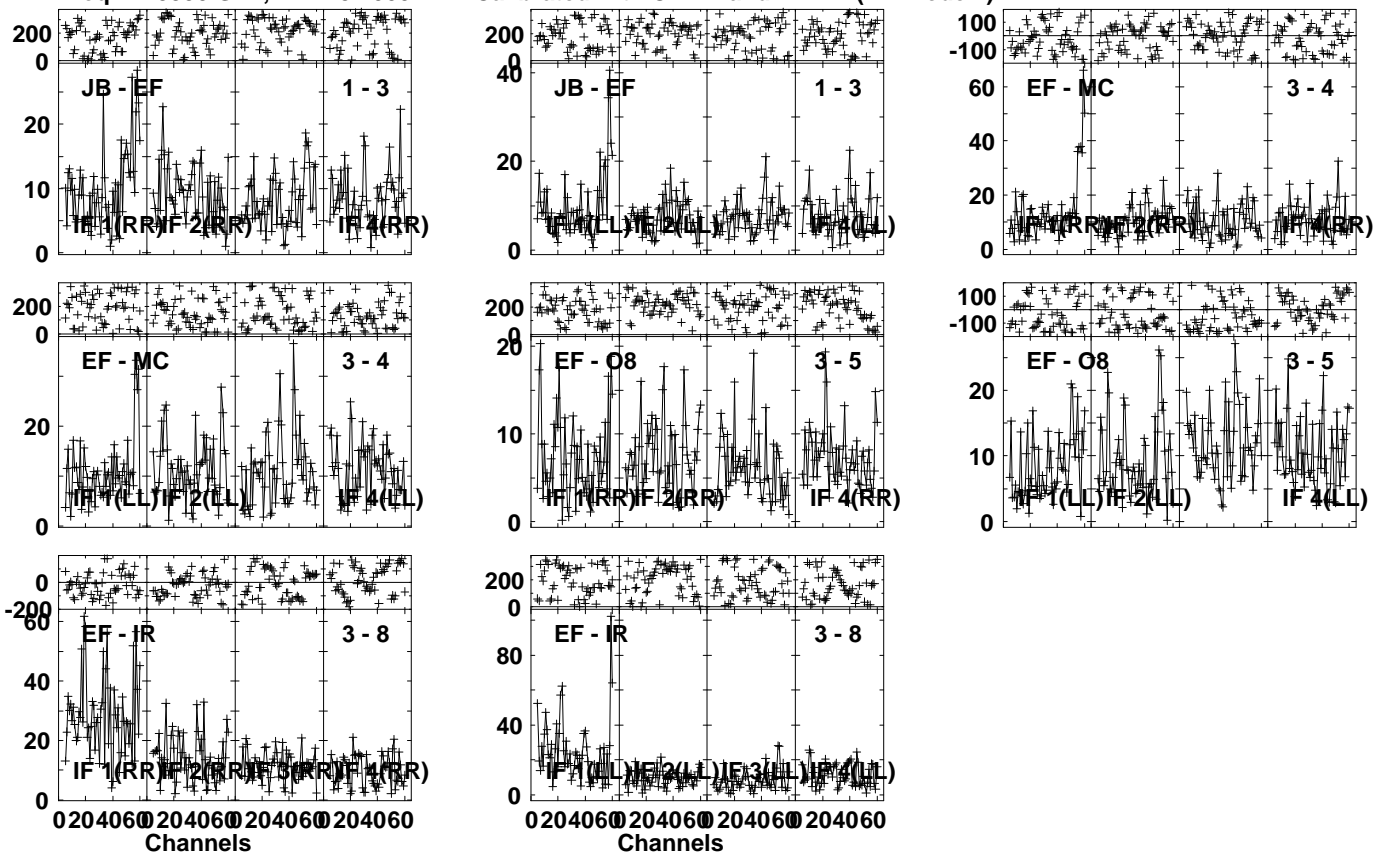 200
0
200
0
100
-100
JB - EF
1 - 3
20
10
0
IF 1(RR)
IF 2(RR)
IF 4(RR)
JB - EF
1 - 3
40
20
0
IF 1(LL)
IF 2(LL)
IF 4(LL)
EF - MC
3 - 4
60
40
20
0
IF 1(RR)
IF 2(RR)
IF 4(RR)
200
0
200
0
100
-100
EF - MC
3 - 4
20
0
IF 1(LL)
IF 2(LL)
IF 4(LL)
EF - O8
3 - 5
20
10
0
IF 1(RR)
IF 2(RR)
IF 4(RR)
EF - O8
3 - 5
20
10
0
IF 1(LL)
IF 2(LL)
IF 4(LL)
0
-200
200
0
EF - IR
3 - 8
60
40
20
0
IF 1(RR)
IF 2(RR)
IF 3(RR)
IF 4(RR)
EF - IR
3 - 8
80
40
0
IF 1(LL)
IF 2(LL)
IF 3(LL)
IF 4(LL)
0 20 40 60 0 20 40 60 0 20 40 60 0 20 40 60
Channels
0 20 40 60 0 20 40 60 0 20 40 60 0 20 40 60
Channels